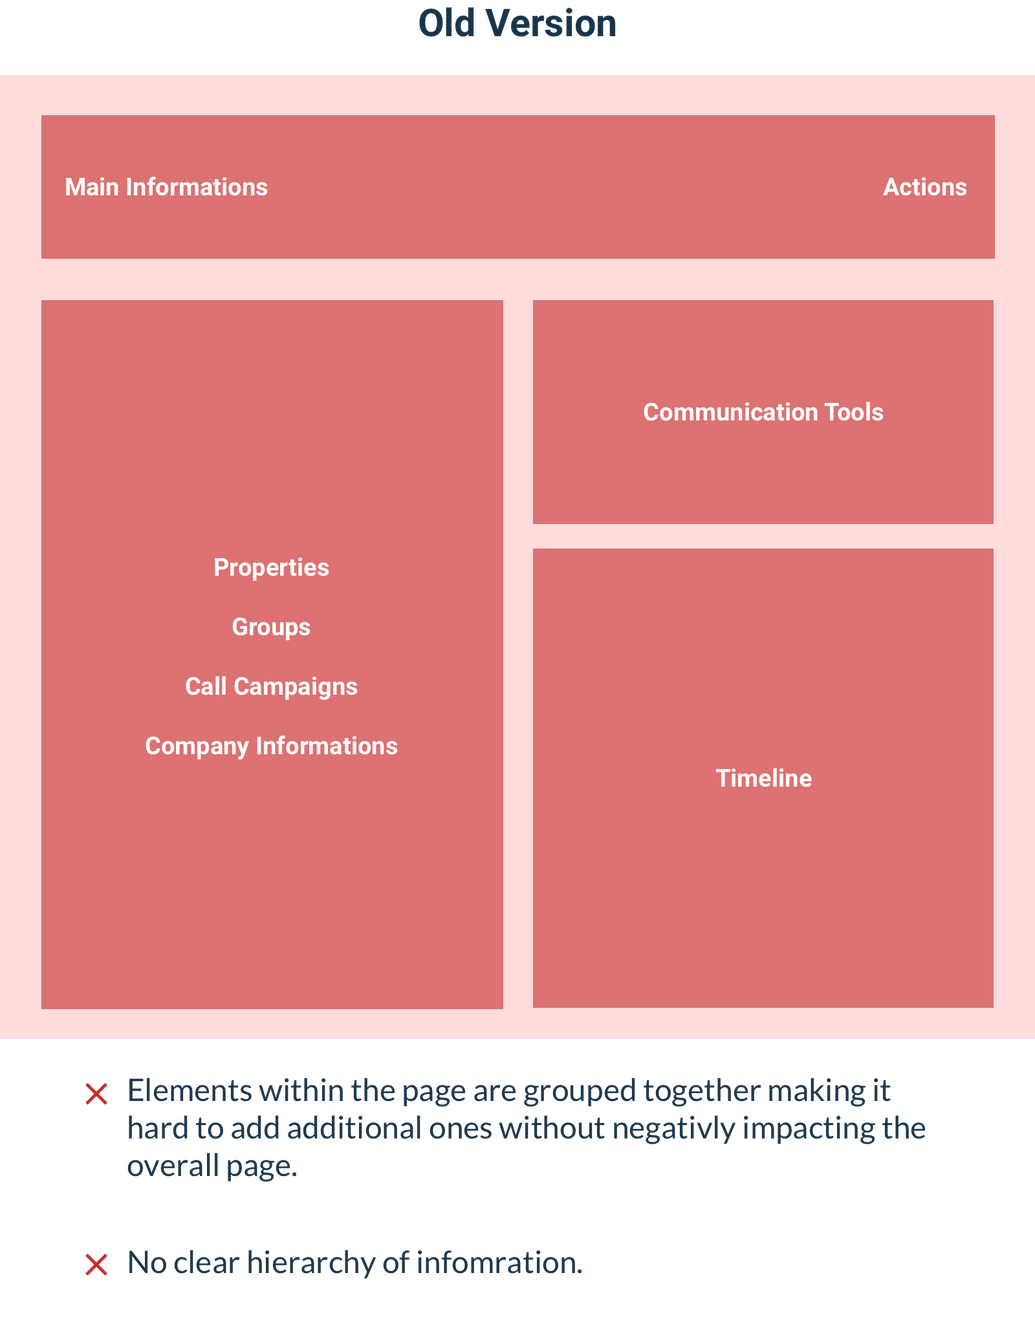 Old Version
Main Informations
Actions
Communication Tools
Properties
Groups
Call Campaigns
Company Informations
Timeline
Elements within the page are grouped together making it
hard to add additional ones without negativly impacting the
overall page.
No clear hierarchy of infomration.